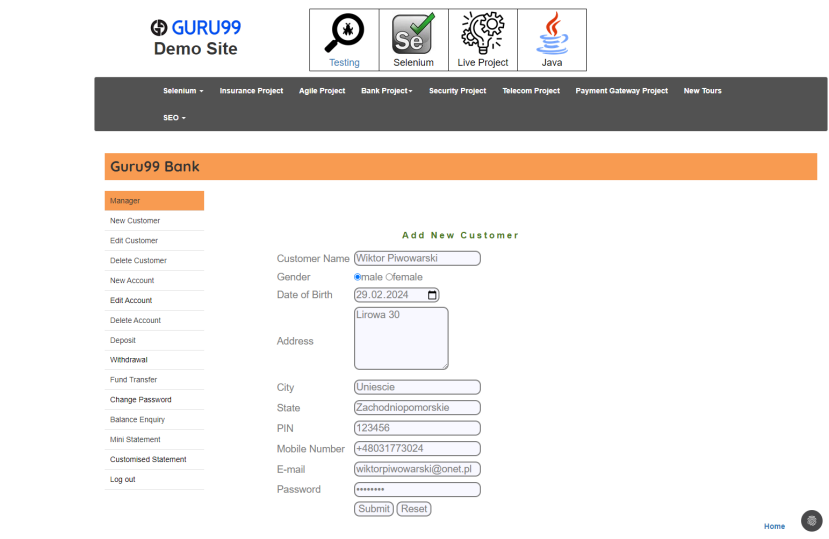 GURU99
Demo Site
Testing
Se
Selenium
Live Project
Java
Selenium Insurance Project Agile Project Bank Project Security Project Telecom Project Payment Gateway Project New Tours
SEO
Guru99 Bank
Manager
New Customer
Edit Customer
Delete Customer
New Account
Edit Account
Delete Account
Deposit
Withdrawal
Fund Transfer
Change Password
Balance Enquiry
Mini Statement
Customised Statement
Log out
Add New Customer
Customer Name Wiktor Piwowarski
Gender male female
Date of Birth 29.02.2024
Address Lirowa 30
City Uniescie
State Zachodniopomorskie
PIN 123456
Mobile Number +48031773024
E-mail wiktorpiwowarski@onet.pl
Password ••••••••
Submit Reset
Home